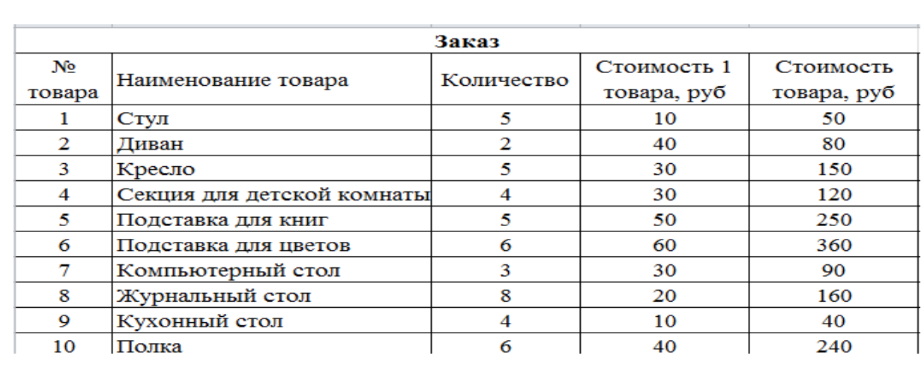 Заказ
№ товара Наименование товара Количество Стоимость 1 товара, руб Стоимость товара, руб
1 Стул 5 10 50
2 Диван 2 40 80
3 Кресло 5 30 150
4 Секция для детской комнаты 4 30 120
5 Подставка для книг 5 50 250
6 Подставка для цветов 6 60 360
7 Компьютерный стол 3 30 90
8 Журнальный стол 8 20 160
9 Кухонный стол 4 10 40
10 Полка 6 40 240